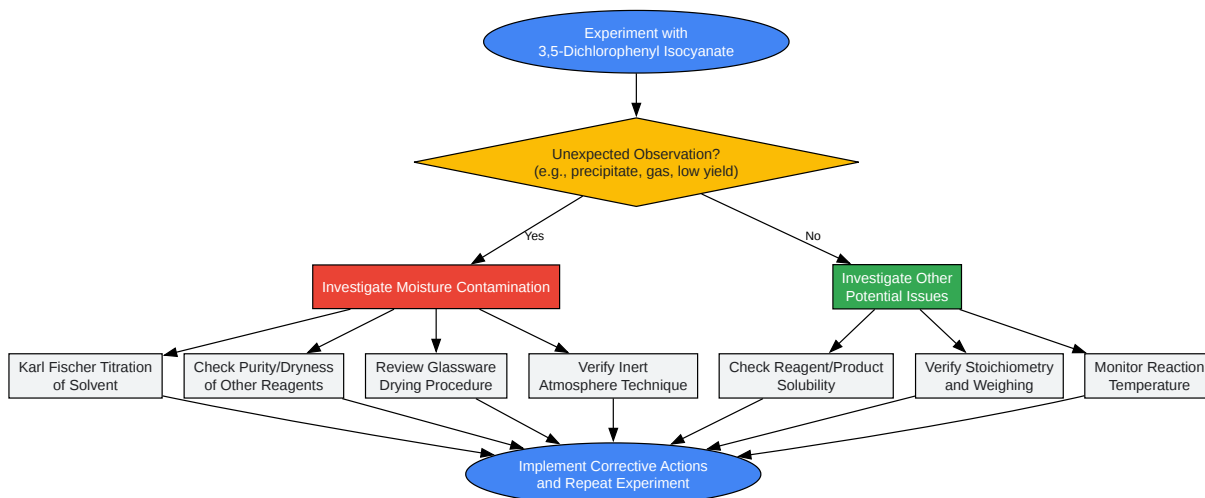 Experiment with
3,5-Dichlorophenyl Isocyanate
Unexpected Observation?
(e.g., precipitate, gas, low yield)
Yes
No
Investigate Moisture Contamination
Investigate Other
Potential Issues
Karl Fischer Titration
of Solvent
Check Purity/Dryness
of Other Reagents
Review Glassware
Drying Procedure
Verify Inert
Atmosphere Technique
Check Reagent/Product
Solubility
Verify Stoichiometry
and Weighing
Monitor Reaction
Temperature
Implement Corrective Actions
and Repeat Experiment